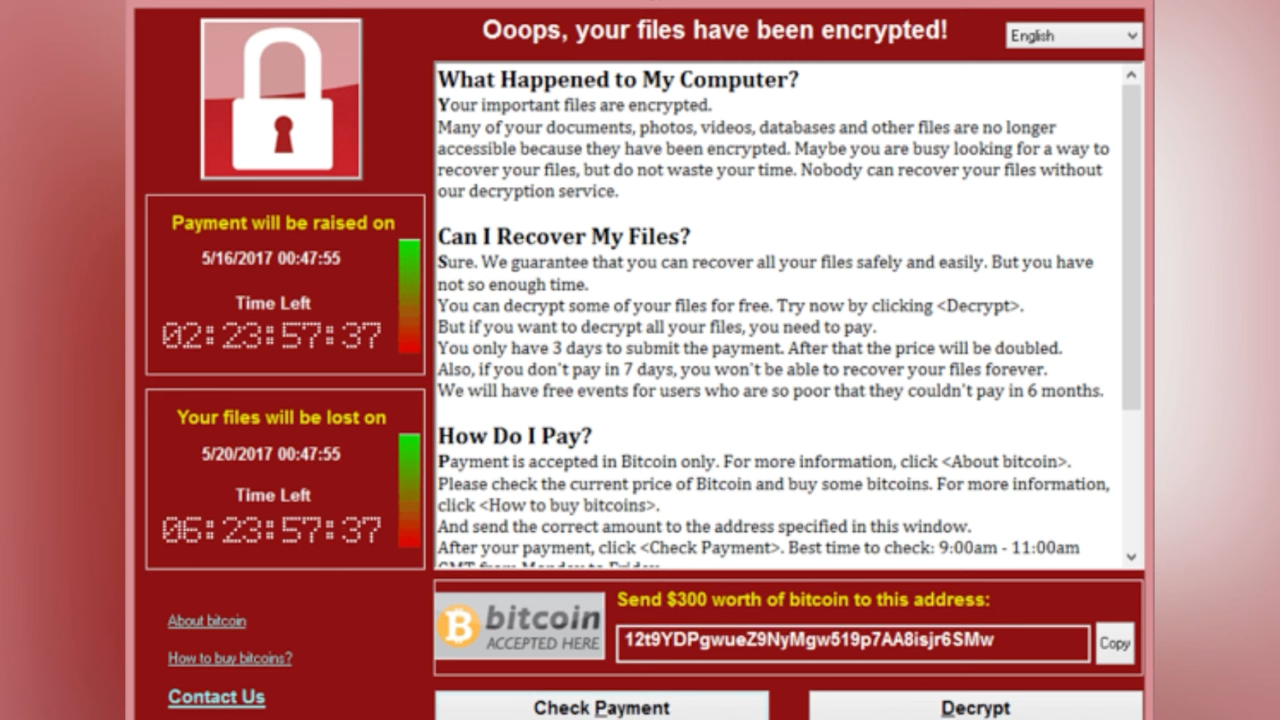 Ooops, your files have been encrypted!
English
What Happened to My Computer?
Your important files are encrypted.
Many of your documents, photos, videos, databases and other files are no longer
accessible because they have been encrypted. Maybe you are busy looking for a way to
recover your files, but do not waste your time. Nobody can recover your files without
our decryption service.
Can I Recover My Files?
Sure. We guarantee that you can recover all your files safely and easily. But you have
not so enough time.
You can decrypt some of your files for free. Try now by clicking <Decrypt>.
But if you want to decrypt all your files, you need to pay.
You only have 3 days to submit the payment. After that the price will be doubled.
Also, if you don't pay in 7 days, you won't be able to recover your files forever.
We will have free events for users who are so poor that they couldn't pay in 6 months.
How Do I Pay?
Payment is accepted in Bitcoin only. For more information, click <About bitcoin>.
Please check the current price of Bitcoin and buy some bitcoins. For more information,
click <How to buy bitcoins>.
And send the correct amount to the address specified in this window.
After your payment, click <Check Payment>. Best time to check: 9:00am - 11:00am
GMT from Monday to Friday.
Payment will be raised on
5/16/2017 00:47:55
Time Left
02:23:57:37
Your files will be lost on
5/20/2017 00:47:55
Time Left
06:23:57:37
About bitcoin
How to buy bitcoins?
Contact Us
bitcoin
ACCEPTED HERE
Send $300 worth of bitcoin to this address:
12t9YDPgwueZ9NyMgw519p7AA8isjr6SMw
Copy
Check Payment
Decrypt